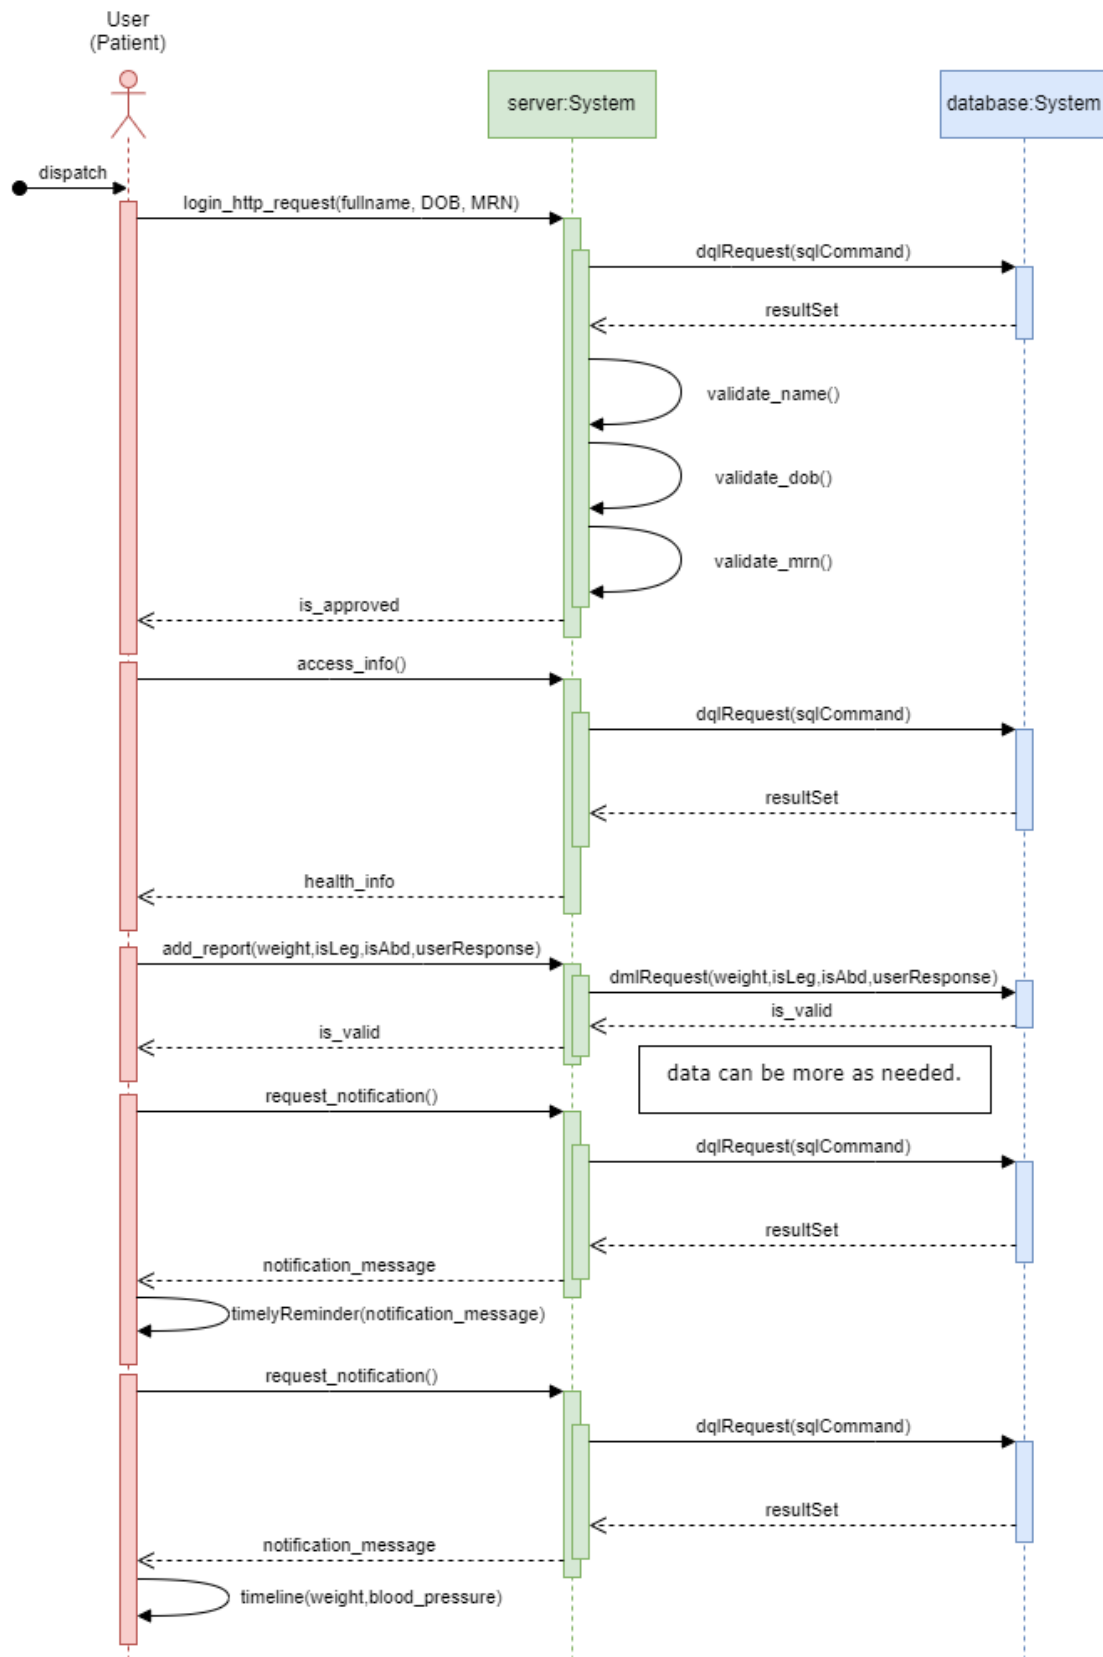 User
(Patient)
server:System
database:System
dispatch
login_http_request(fullname, DOB, MRN)
dqlRequest(sqlCommand)
resultSet
validate_name()
validate_dob()
validate_mrn()
is_approved
access_info()
dqlRequest(sqlCommand)
resultSet
health_info
add_report(weight,isLeg,isAbd,userResponse)
dmlRequest(weight,isLeg,isAbd,userResponse)
is_valid
is_valid
data can be more as needed.
request_notification()
dqlRequest(sqlCommand)
resultSet
notification_message
timelyReminder(notification_message)
request_notification()
dqlRequest(sqlCommand)
resultSet
notification_message
timeline(weight,blood_pressure)